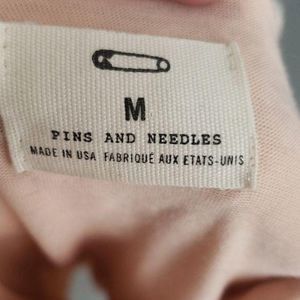 M
PINS AND NEEDLES
MADE IN USA FABRIQUÉ AUX ETATS-UNIS